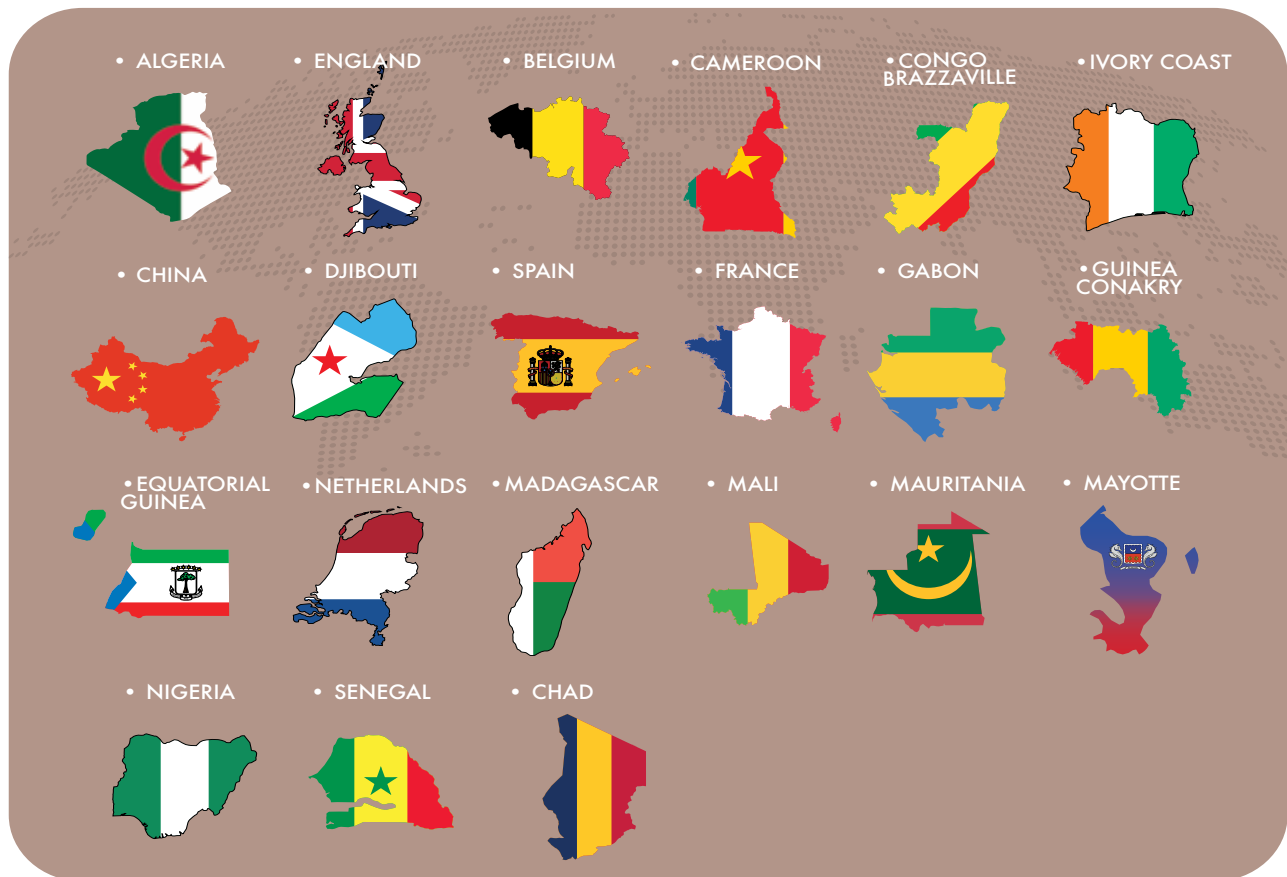 • ALGERIA
• ENGLAND
• BELGIUM
• CAMEROON
• CONGO
BRAZZAVILLE
• IVORY COAST
• CHINA
• DJIBOUTI
• SPAIN
• FRANCE
• GABON
• GUINEA
CONAKRY
• EQUATORIAL
GUINEA
• NETHERLANDS
• MADAGASCAR
• MALI
• MAURITANIA
• MAYOTTE
• NIGERIA
• SENEGAL
• CHAD